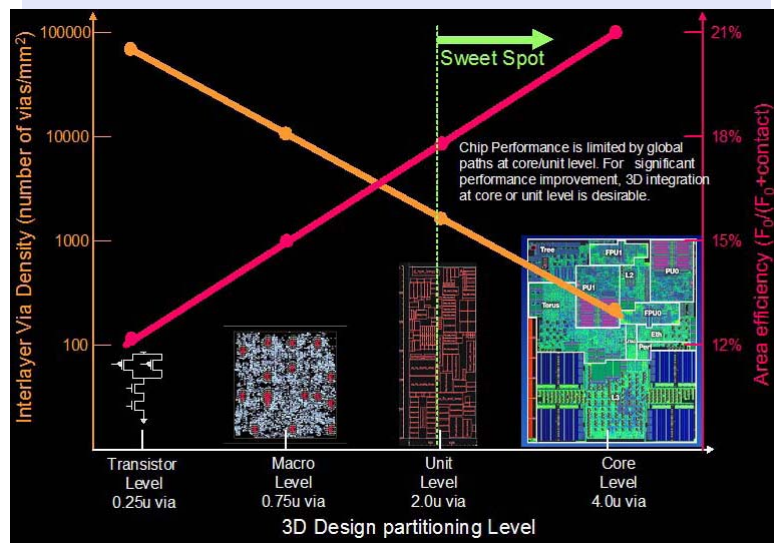 100000
10000
1000
100
Interlayer Via Density (number of vias/mm²)
Sweet Spot
Chip Performance is limited by global
paths at core/unit level. For significant
performance improvement, 3D integration
at core or unit level is desirable.
21%
18%
15%
12%
Area efficiency (F₀/(F₀+contact)
Tree
FPU1
PU0
L2
PU1
Torus
FPU0
Eth
L3
Transistor
Level
0.25u via
Macro
Level
0.75u via
Unit
Level
2.0u via
Core
Level
4.0u via
3D Design partitioning Level